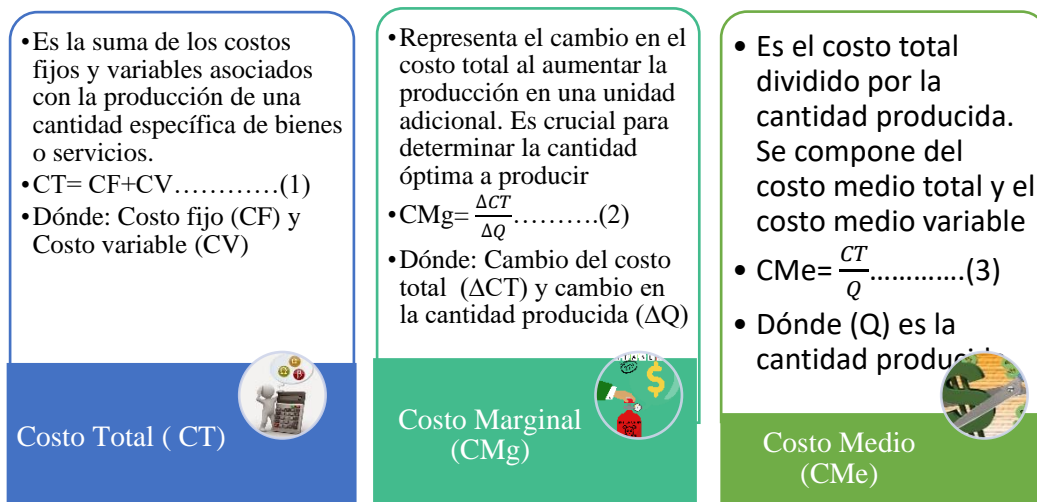 •Es la suma de los costos
fijos y variables asociados
con la producción de una
cantidad específica de bienes
o servicios.
•CT= CF+CV…………(1)
•Dónde: Costo fijo (CF) y
Costo variable (CV)
Costo Total ( CT)
•Representa el cambio en el
costo total al aumentar la
producción en una unidad
adicional. Es crucial para
determinar la cantidad
óptima a producir
•CMg= ΔCT/ΔQ……….(2)
•Dónde: Cambio del costo
total  (ΔCT) y cambio en
la cantidad producida (ΔQ)
Costo Marginal
(CMg)
• Es el costo total
dividido por la
cantidad producida.
Se compone del
costo medio total y el
costo medio variable
• CMe= CT/Q………….(3)
• Dónde (Q) es la
cantidad
Costo Medio
(CMe)